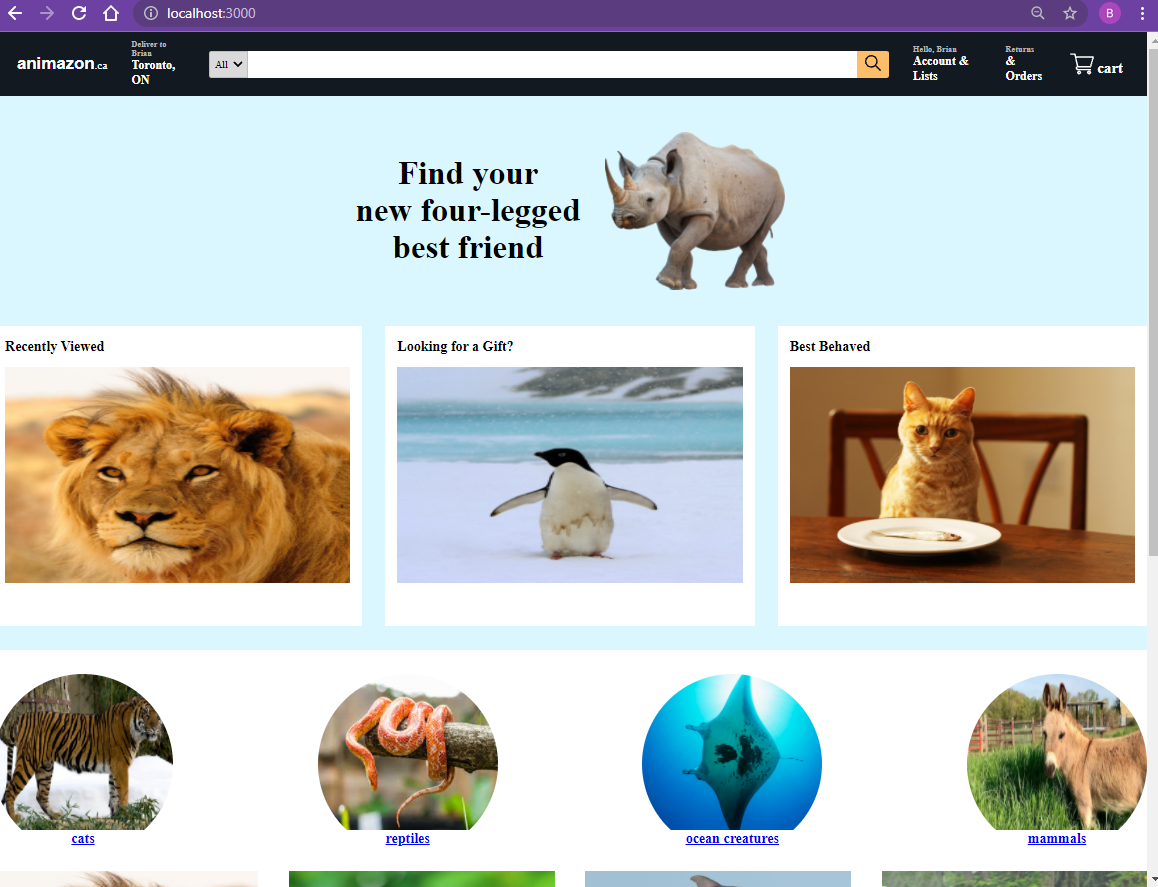 localhost:3000
B
animazon.ca
Deliver to
Brian
Toronto,
ON
All
Hello, Brian
Account &
Lists
Returns
&
Orders
cart
Find your
new four-legged
best friend
Recently Viewed
Looking for a Gift?
Best Behaved
cats
reptiles
ocean creatures
mammals